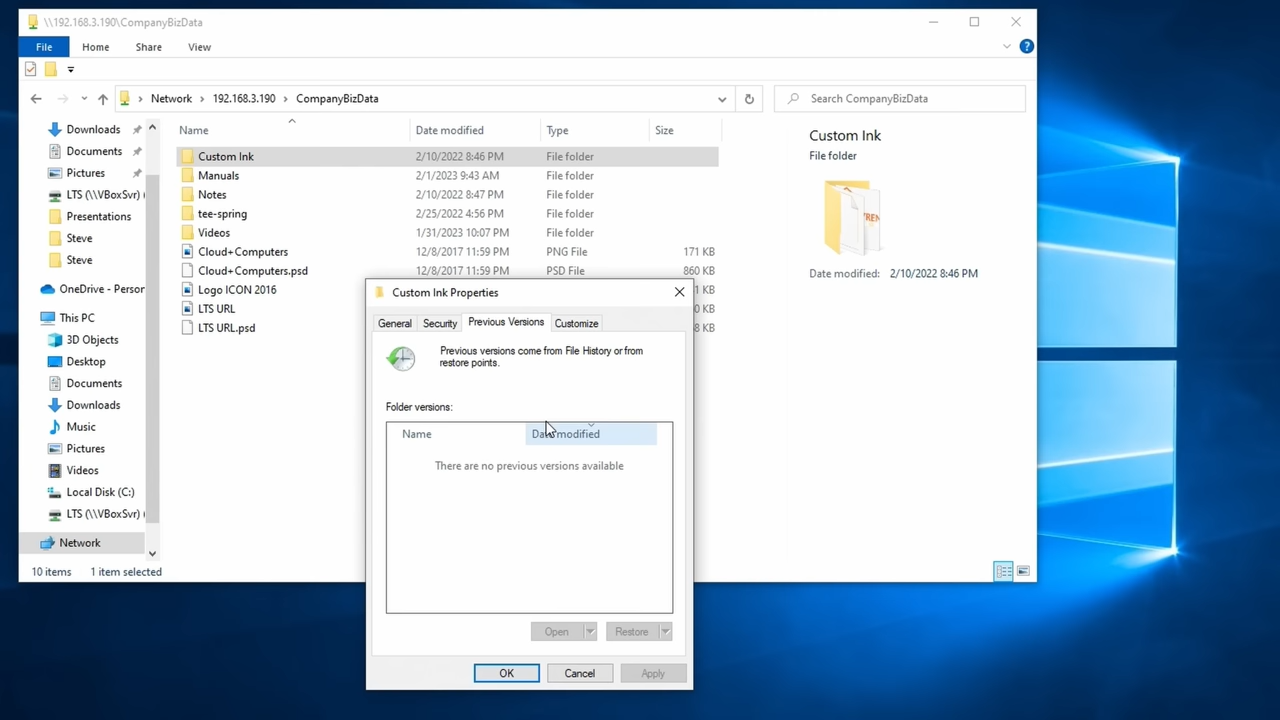 \\192.168.3.190\CompanyBizData
File Home Share View
Network 192.168.3.190 CompanyBizData
Search CompanyBizData
Name Date modified Type Size
Downloads
Documents
Pictures
LTS (\\VBoxSvr) (
Presentations
Steve
Steve
OneDrive - Person
This PC
3D Objects
Desktop
Documents
Downloads
Music
Pictures
Videos
Local Disk (C:)
LTS (\\VBoxSvr) (
Network
Custom Ink 2/10/2022 8:46 PM File folder
Manuals 2/1/2023 9:43 AM File folder
Notes 2/10/2022 8:47 PM File folder
tee-spring 2/25/2022 4:56 PM File folder
Videos 1/31/2023 10:07 PM File folder
Cloud+Computers 12/8/2017 11:59 PM PNG File 171 KB
Cloud+Computers.psd 12/8/2017 11:59 PM PSD File 860 KB
Logo ICON 2016 1 KB
LTS URL 0 KB
LTS URL.psd 8 KB
Custom Ink
File folder
Date modified: 2/10/2022 8:46 PM
10 items 1 item selected
Custom Ink Properties
General Security Previous Versions Customize
Previous versions come from File History or from
restore points.
Folder versions:
Name Date modified
There are no previous versions available
Open Restore
OK Cancel Apply